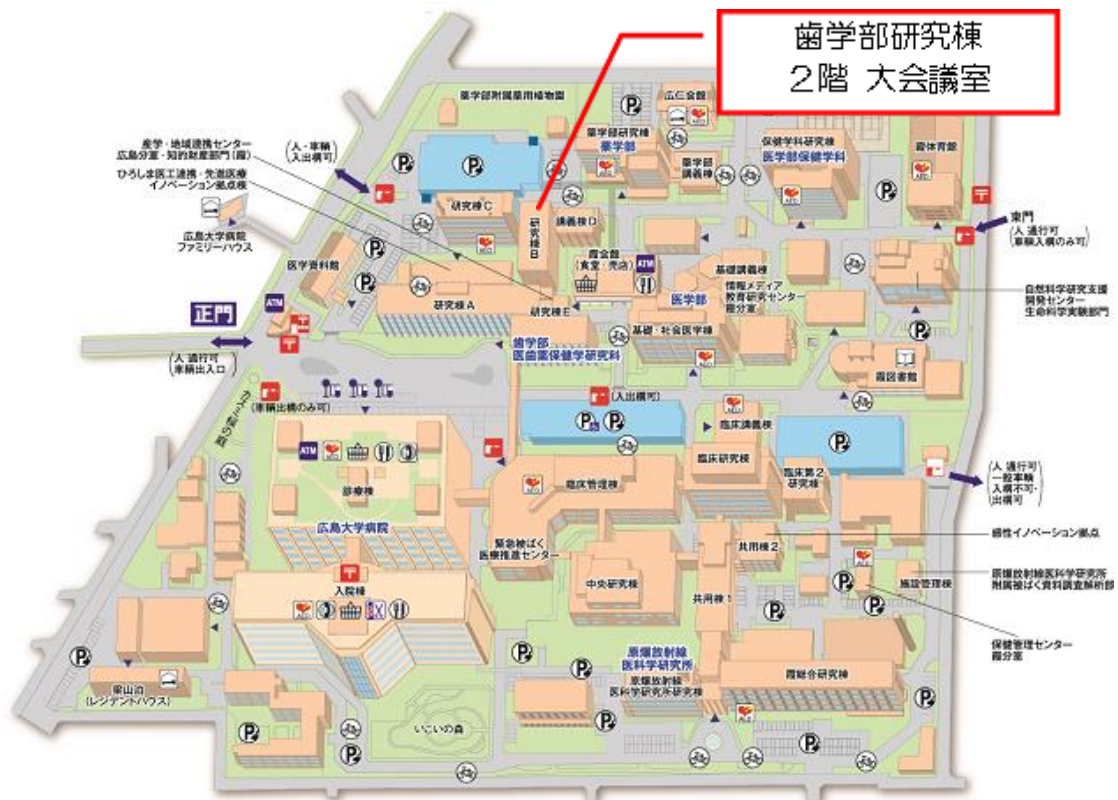 歯学部研究棟
２階 大会議室
薬学部附属薬用植物園
広仁会館
産学・地域連携センター
広島分室・知的財産部門(霞)
ひろしま医工連携・先進医療
イノベーション拠点棟
(人・車輌
入出構可)
薬学部研究棟
薬学部
薬学部
講義棟
保健学科研究棟
医学部保健学科
霞体育館
広島大学病院
ファミリーハウス
医学資料館
研究棟C
研究棟B
講義棟D
霞会館
(食堂・売店)
ATM
東門
(人 通行可
車輌入構のみ可)
基礎講義棟
情報メディア
教育研究センター
霞分室
医学部
自然科学研究支援
開発センター
生命科学実験部門
正門
ATM
研究棟A
研究棟E
歯学部
医歯薬保健学研究科
基礎・社会医学棟
霞図書館
(人 通行可
車輌出入口)
(車輌出構のみ可)
(入出構可)
臨床講義棟
ATM
診療棟
広島大学病院
臨床管理棟
臨床研究棟
臨床第2
研究棟
(人 通行可
一般車輌
入構不可・
出構可)
緊急被ばく
医療推進センター
共用棟2
感性イノベーション拠点
入院棟
中央研究棟
共用棟1
施設管理棟
原爆放射線医科学研究所
附属被ばく資料調査解析部
保健管理センター
霞分室
原爆放射線
医科学研究所
原爆放射線
医科学研究所研究棟
霞総合研究棟
梁山泊
(レジデントハウス)
いこいの森